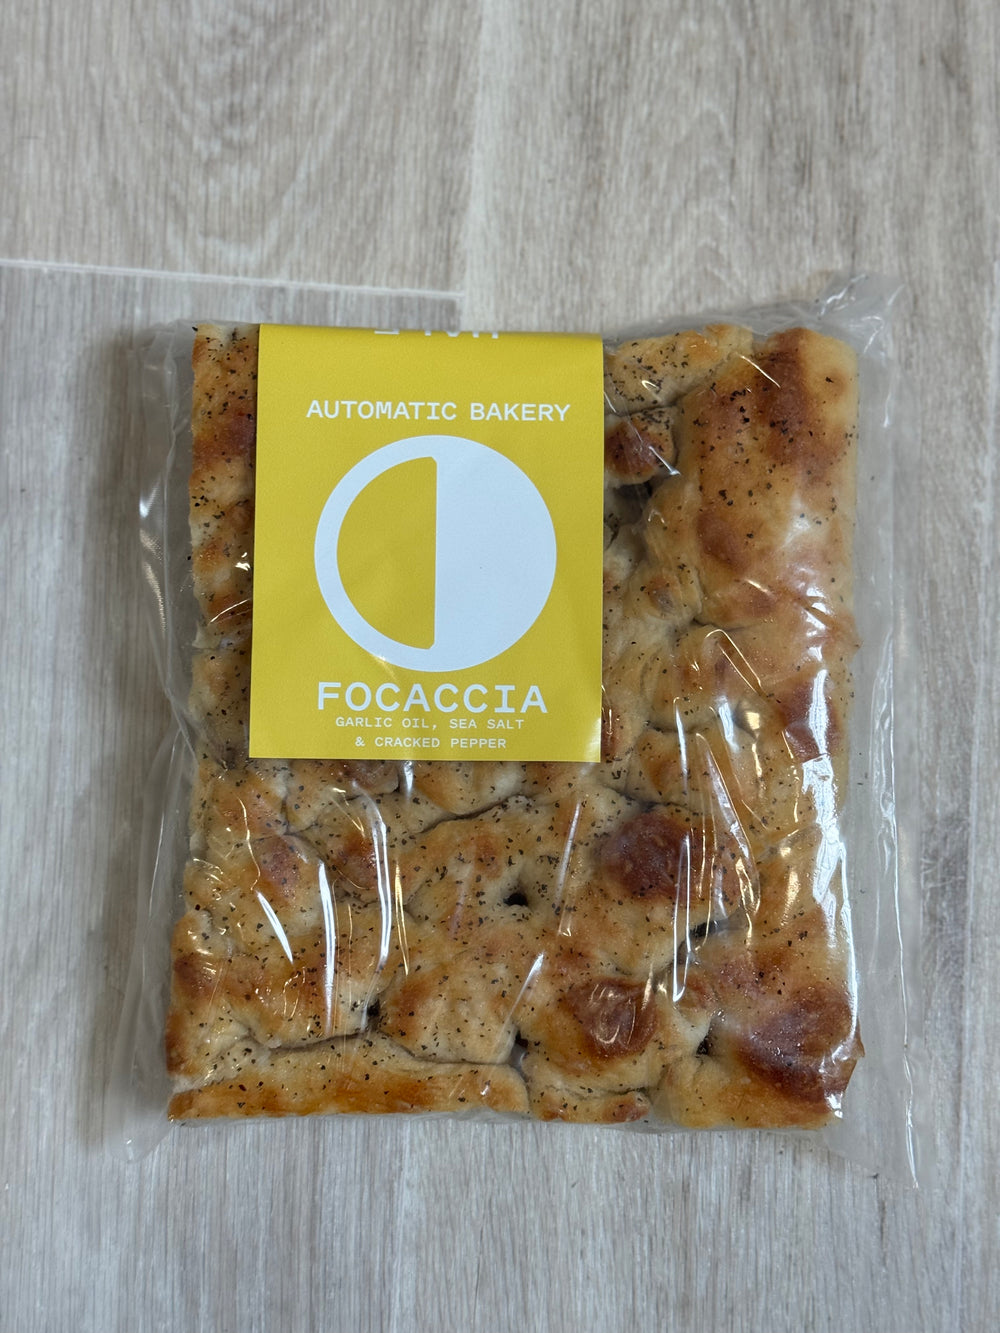 AUTOMATIC BAKERY
FOCACCIA
GARLIC OIL, SEA SALT
& CRACKED PEPPER